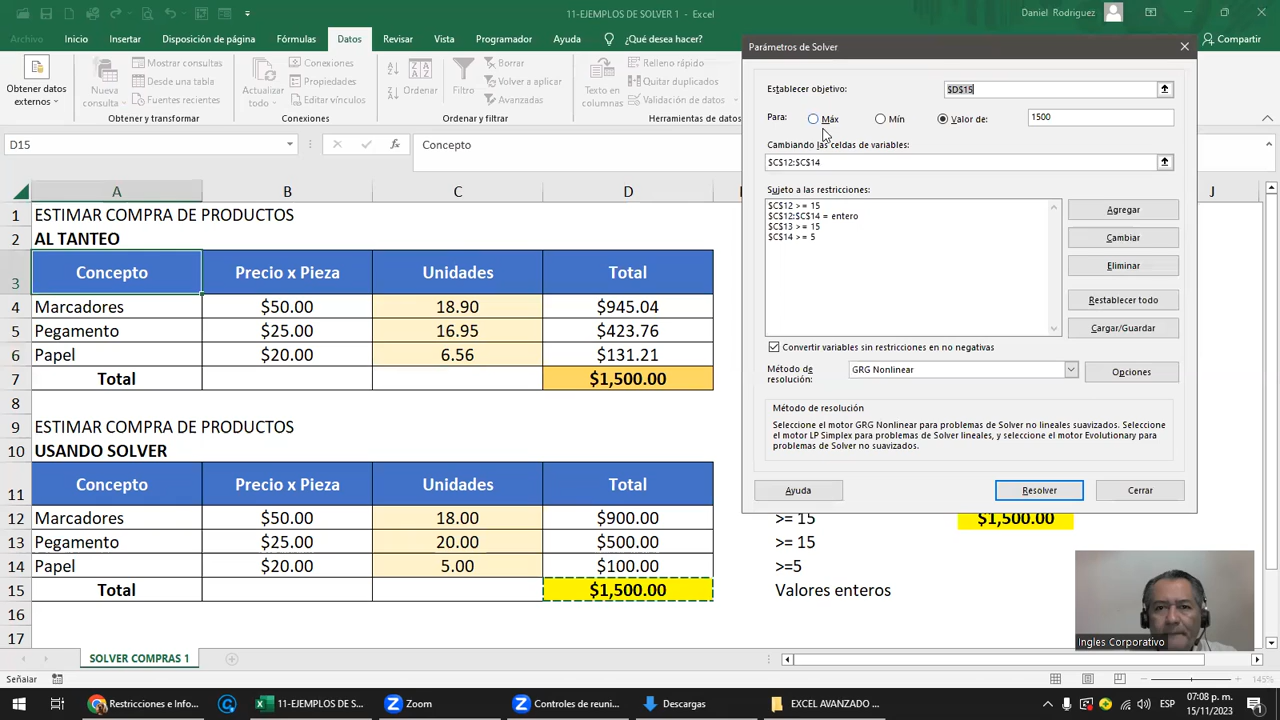 11-EJEMPLOS DE SOLVER 1 - Excel
Daniel Rodriguez
Archivo Inicio Insertar Disposición de página Fórmulas Datos Revisar Vista Programador Ayuda ¿Qué desea hacer? Compartir
Obtener datos externos
Nueva consulta
Mostrar consultas
Desde una tabla
Fuentes recientes
Obtener y transformar
Actualizar todo
Conexiones
Propiedades
Editar vínculos
Conexiones
Ordenar
Filtro
Borrar
Volver a aplicar
Avanzadas
Ordenar y filtrar
Texto en columnas
Relleno rápido
Quitar duplicados
Validación de datos
Herramientas de datos
D15
Concepto
A B C D J
1 ESTIMAR COMPRA DE PRODUCTOS
2 AL TANTEO
3 Concepto Precio x Pieza Unidades Total
4 Marcadores $50.00 18.90 $945.04
5 Pegamento $25.00 16.95 $423.76
6 Papel $20.00 6.56 $131.21
7 Total $1,500.00
8
9 ESTIMAR COMPRA DE PRODUCTOS
10 USANDO SOLVER
11 Concepto Precio x Pieza Unidades Total
12 Marcadores $50.00 18.00 $900.00 >= 15 $1,500.00
13 Pegamento $25.00 20.00 $500.00 >= 15
14 Papel $20.00 5.00 $100.00 >=5
15 Total $1,500.00 Valores enteros
16
17
Parámetros de Solver
Establecer objetivo: $D$15
Para: Máx Mín Valor de: 1500
Cambiando las celdas de variables:
$C$12:$C$14
Sujeto a las restricciones:
$C$12 >= 15
$C$12:$C$14 = entero
$C$13 >= 15
$C$14 >= 5
Agregar
Cambiar
Eliminar
Restablecer todo
Cargar/Guardar
Convertir variables sin restricciones en no negativas
Método de resolución: GRG Nonlinear Opciones
Método de resolución
Seleccione el motor GRG Nonlinear para problemas de Solver no lineales suavizados. Seleccione
el motor LP Simplex para problemas de Solver lineales, y seleccione el motor Evolutionary para
problemas de Solver no suavizados.
Ayuda Resolver Cerrar
Ingles Corporativo
SOLVER COMPRAS 1
Señalar
145%
Restricciones e Info...
11-EJEMPLOS DE S...
Zoom
Controles de reuni...
Descargas
EXCEL AVANZADO ...
ESP
07:08 p. m.
15/11/2023